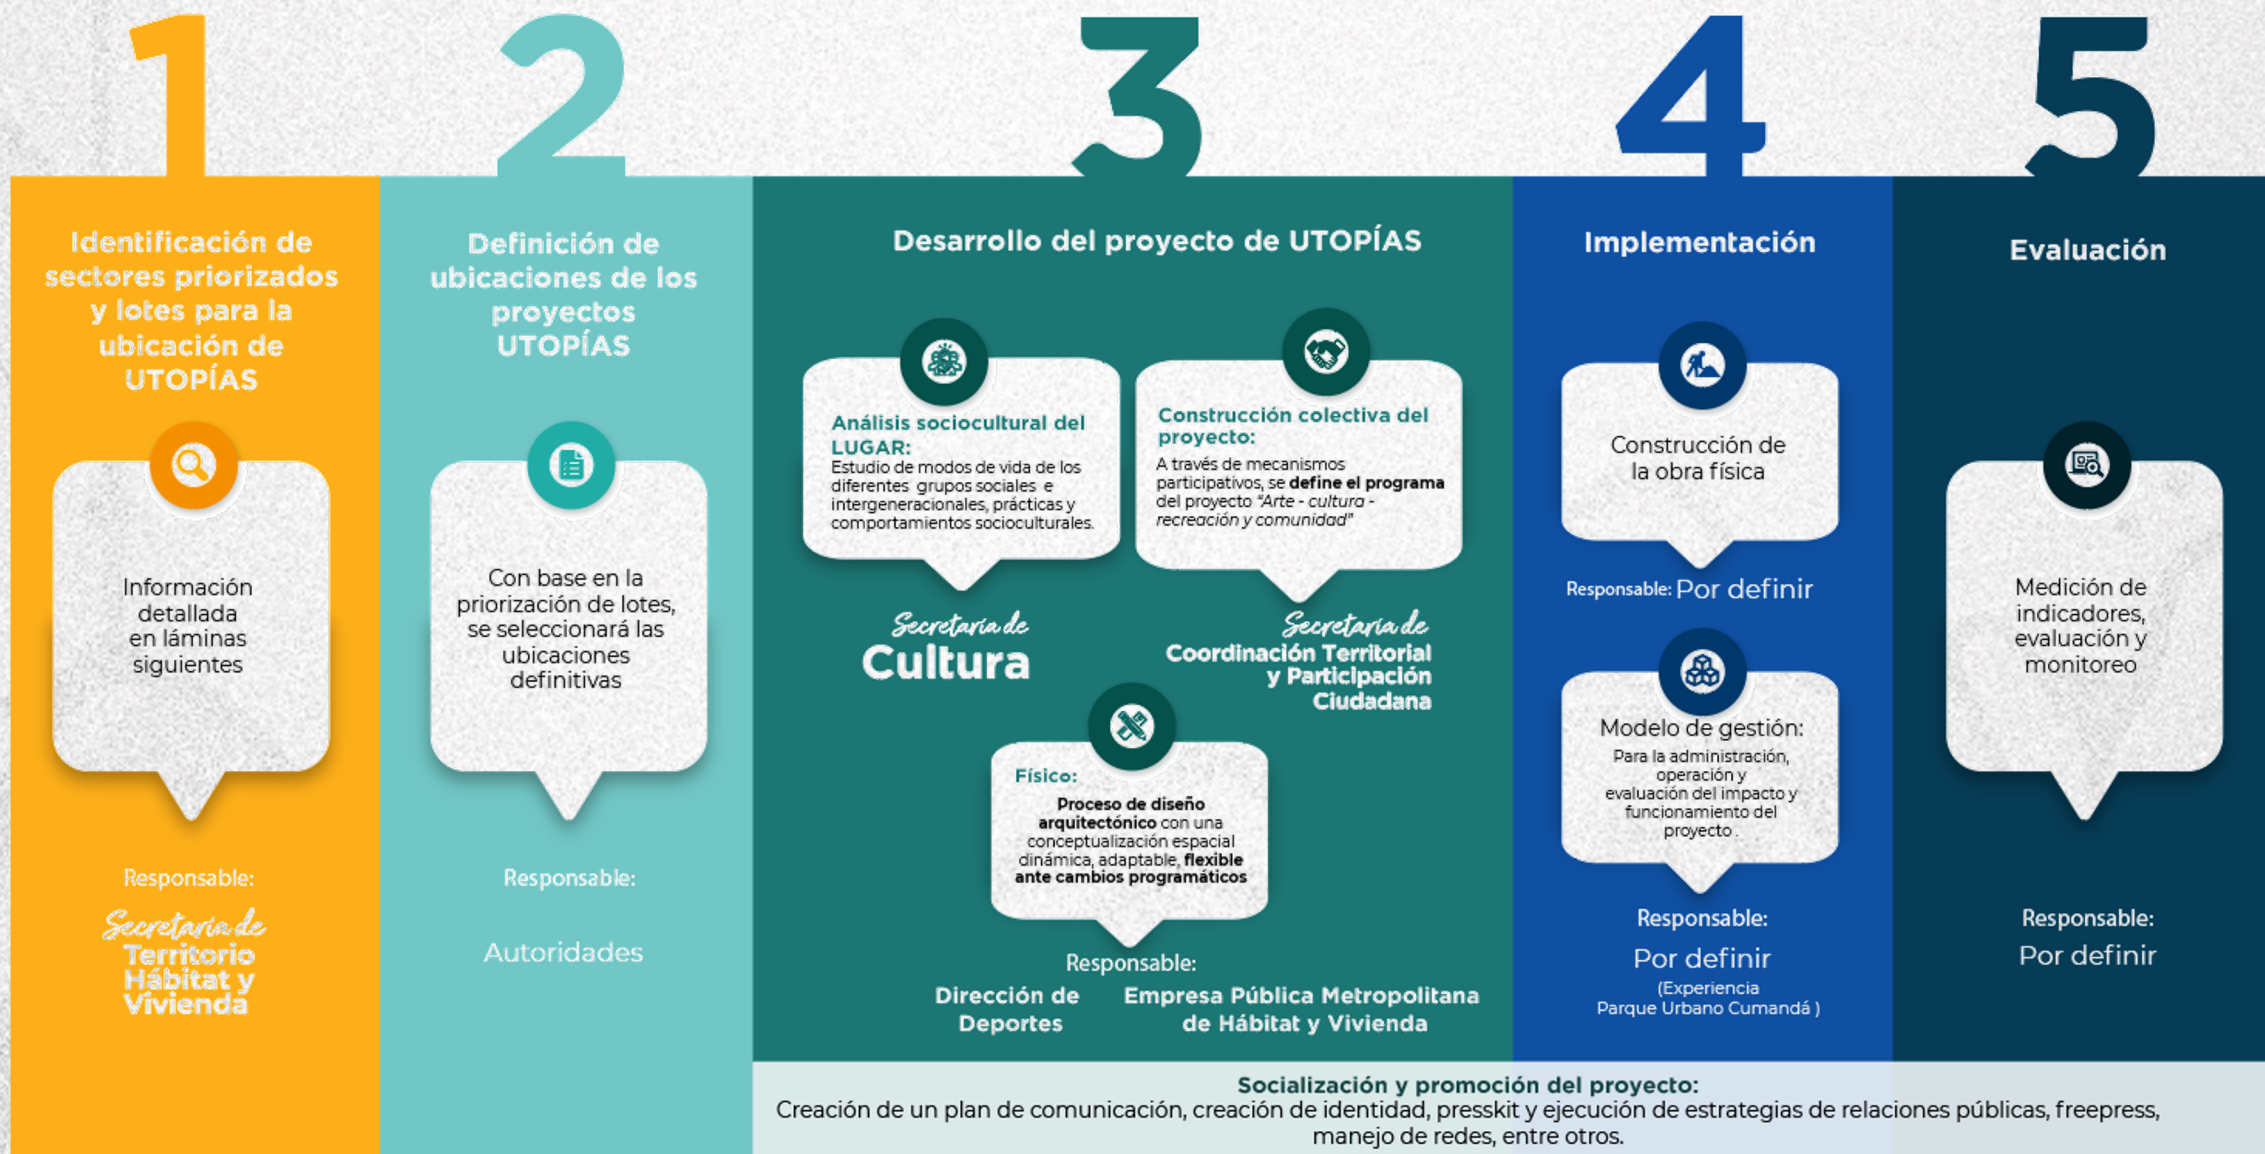 1
Identificación de
sectores priorizados
y lotes para la
ubicación de
UTOPÍAS
Información
detallada
en láminas
siguientes
Responsable:
Secretaría de
Territorio
Hábitat y
Vivienda
2
Definición de
ubicaciones de los
proyectos
UTOPÍAS
Con base en la
priorización de lotes,
se seleccionará las
ubicaciones
definitivas
Responsable:
Autoridades
3
Desarrollo del proyecto de UTOPÍAS
Análisis sociocultural del
LUGAR:
Estudio de modos de vida de los
diferentes grupos sociales e
intergeneracionales, prácticas y
comportamientos socioculturales.
Secretaría de
Cultura
Construcción colectiva del
proyecto:
A través de mecanismos
participativos, se define el programa
del proyecto "Arte - cultura -
recreación y comunidad"
Secretaría de
Coordinación Territorial
y Participación
Ciudadana
Físico:
Proceso de diseño
arquitectónico con una
conceptualización espacial
dinámica, adaptable, flexible
ante cambios programáticos
Responsable:
Dirección de
Deportes
Empresa Pública Metropolitana
de Hábitat y Vivienda
4
Implementación
Construcción de
la obra física
Responsable: Por definir
Modelo de gestión:
Para la administración,
operación y
evaluación del impacto y
funcionamiento del
proyecto .
Responsable:
Por definir
(Experiencia
Parque Urbano Cumandá )
5
Evaluación
Medición de
indicadores,
evaluación y
monitoreo
Responsable:
Por definir
Socialización y promoción del proyecto:
Creación de un plan de comunicación, creación de identidad, presskit y ejecución de estrategias de relaciones públicas, freepress,
manejo de redes, entre otros.